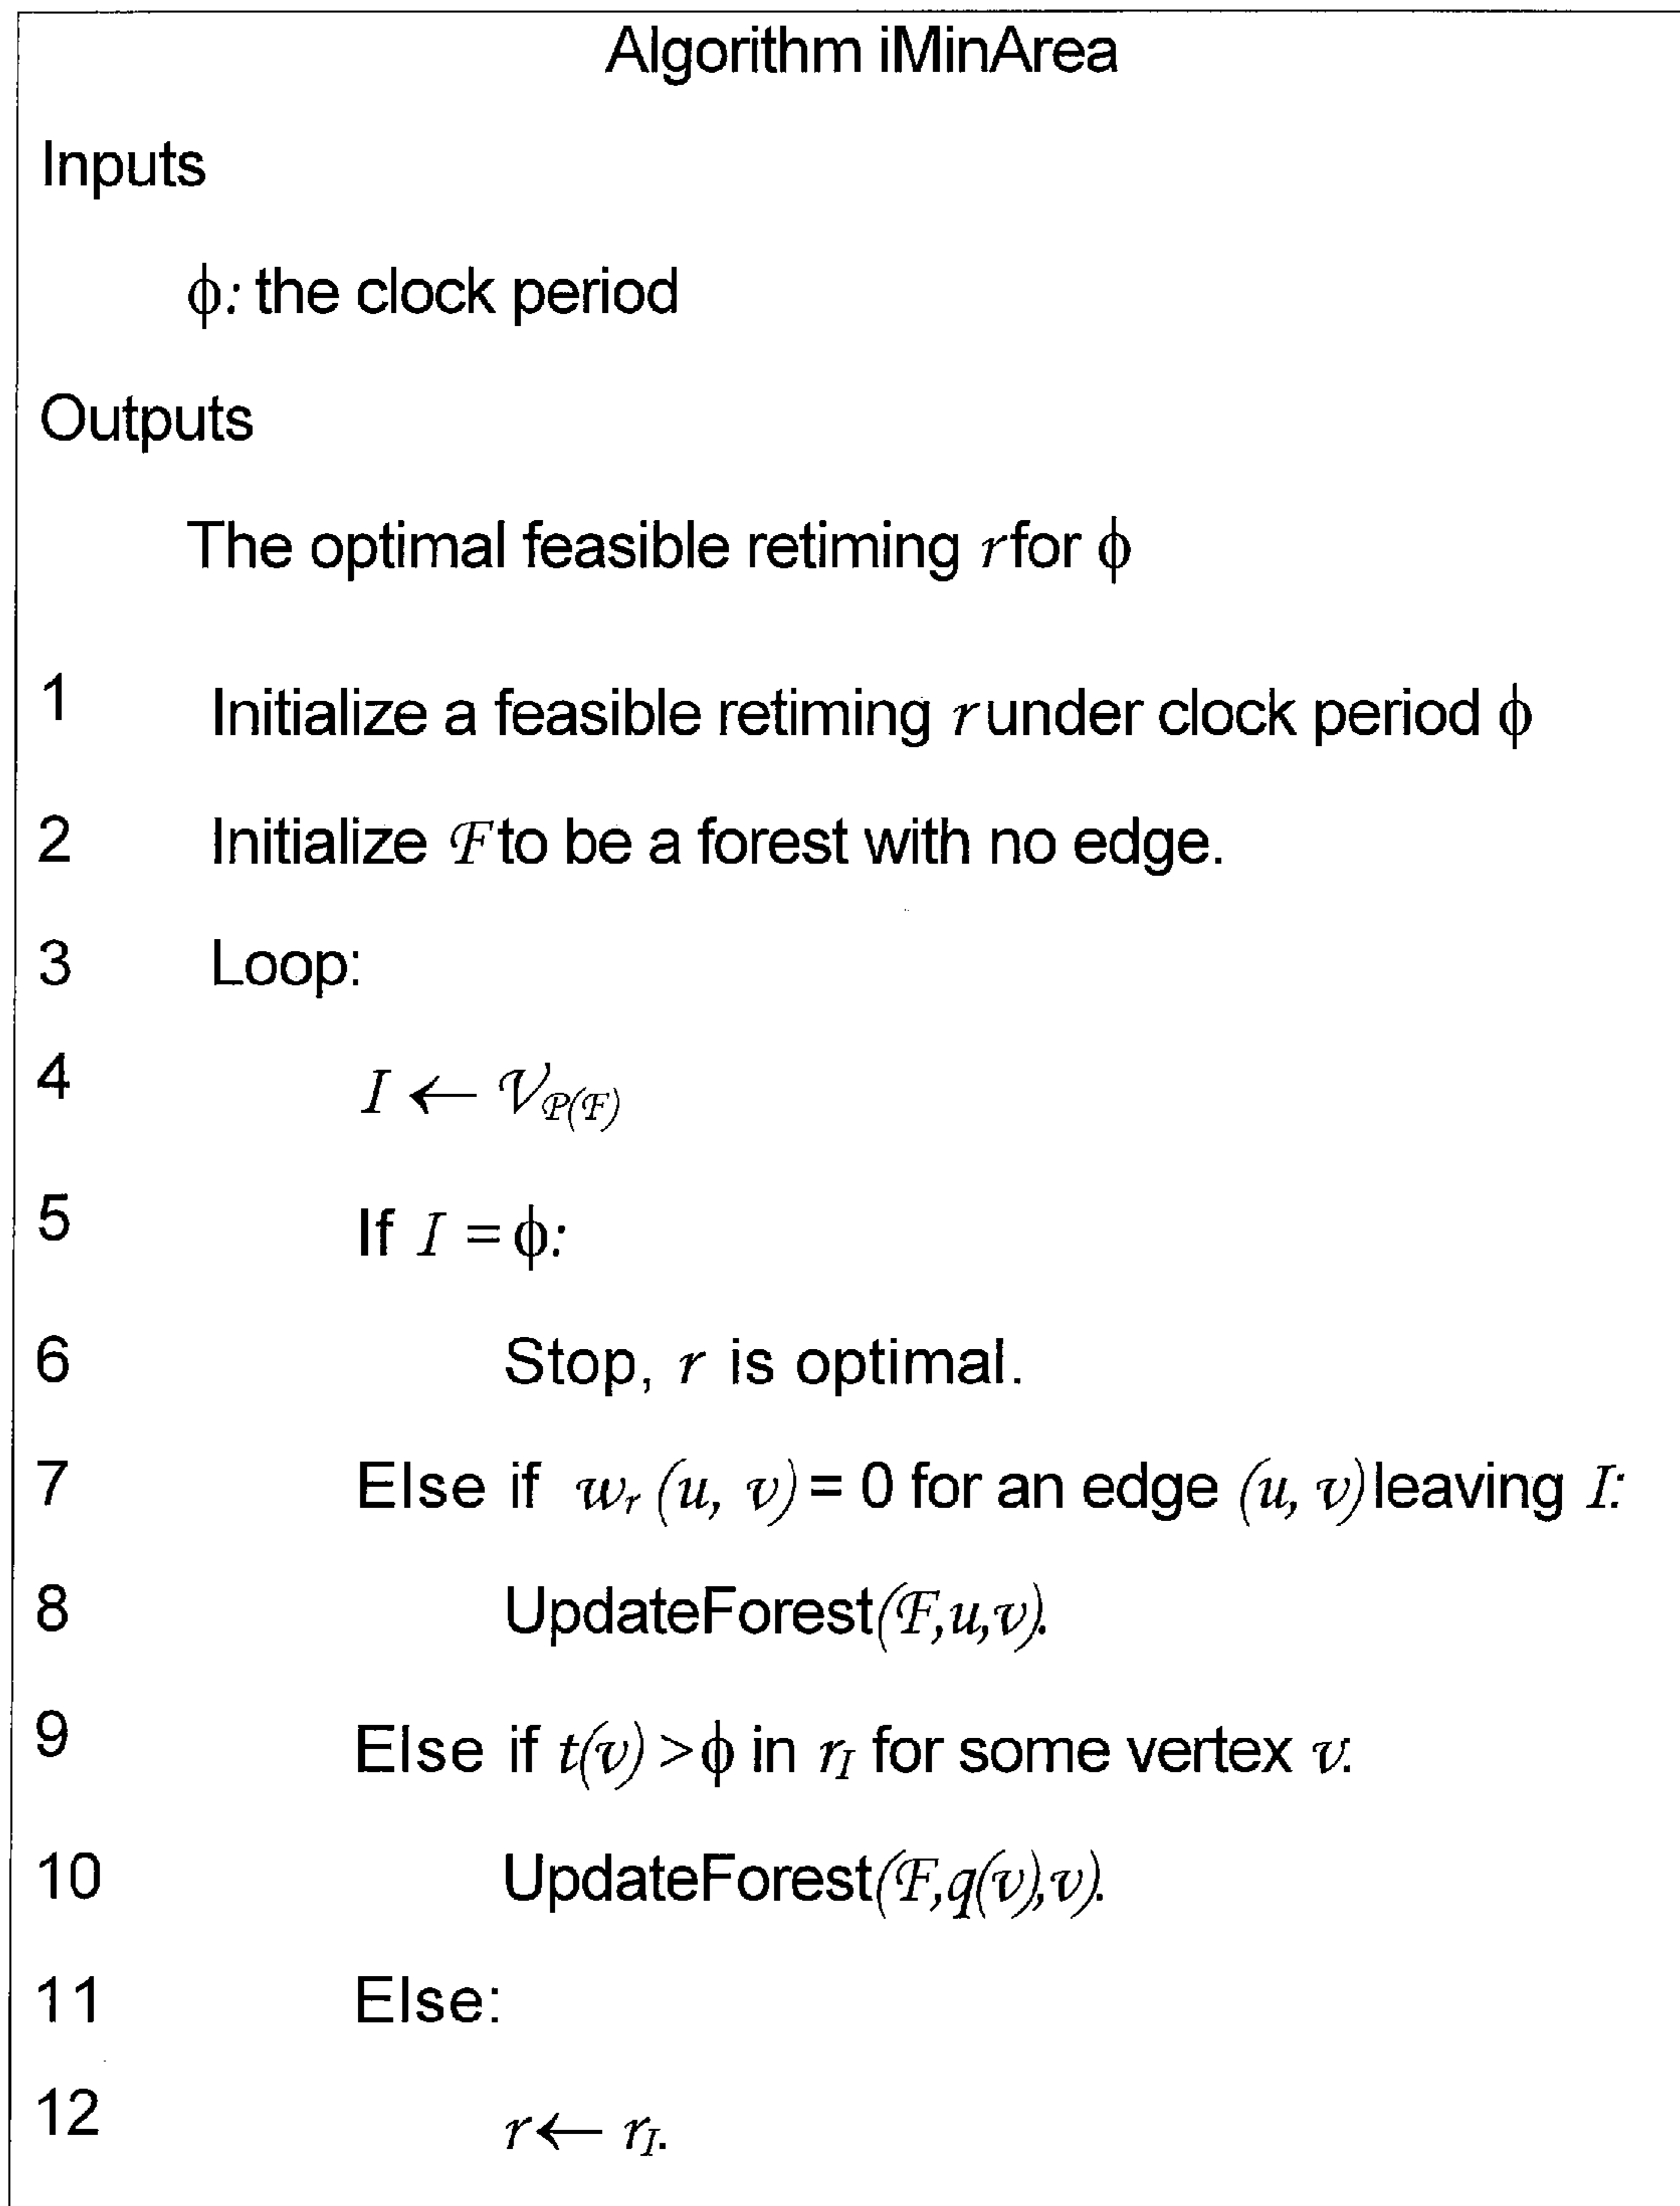 Algorithm iMinArea
Inputs
ϕ: the clock period
Outputs
The optimal feasible retiming r for ϕ
1 Initialize a feasible retiming r under clock period ϕ
2 Initialize ℱ to be a forest with no edge.
3 Loop:
4 I ← 𝒱𝒫(ℱ)
5 If I = ϕ:
6 Stop, r is optimal.
7 Else if wr (u, v) = 0 for an edge (u, v) leaving I:
8 UpdateForest(ℱ,u,v).
9 Else if t(v) >ϕ in rI for some vertex v:
10 UpdateForest(ℱ,q(v),v).
11 Else:
12 r ← rI.